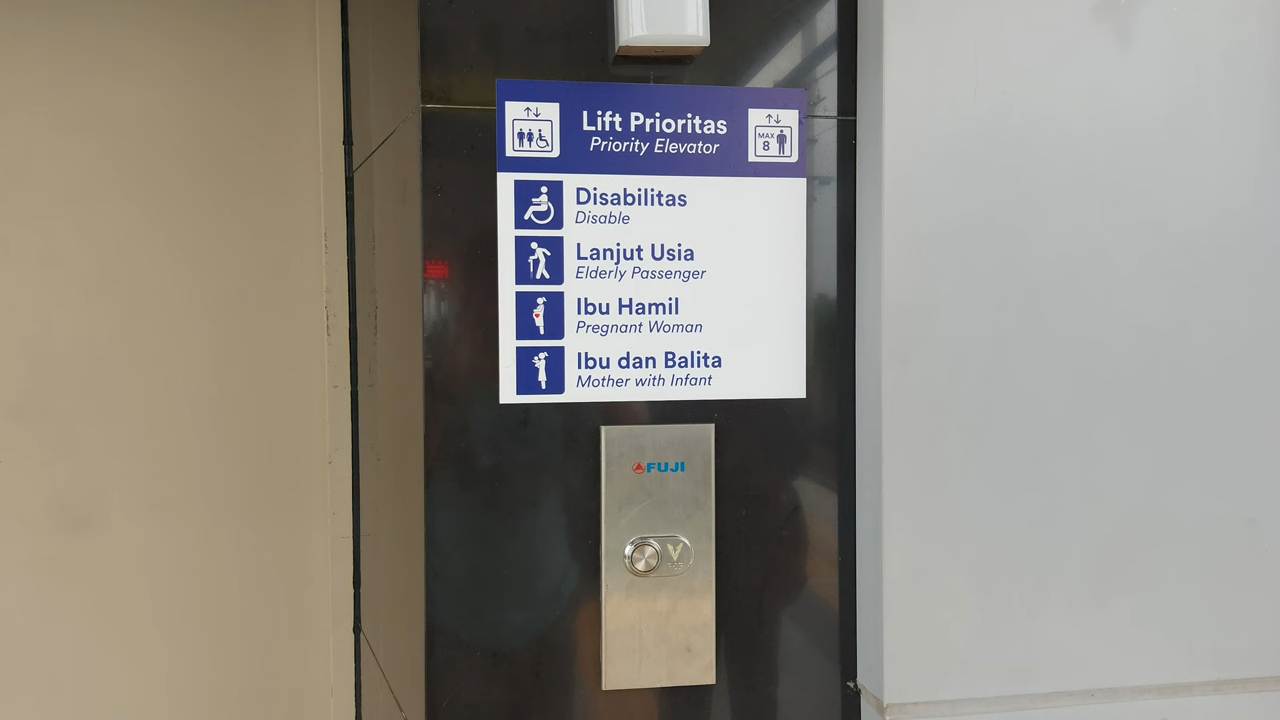 Lift Prioritas
Priority Elevator
MAX
8
Disabilitas
Disable
Lanjut Usia
Elderly Passenger
Ibu Hamil
Pregnant Woman
Ibu dan Balita
Mother with Infant
FUJI